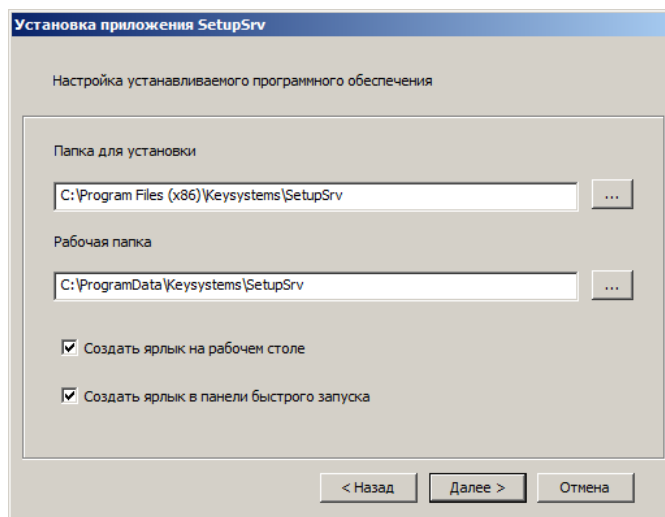 Установка приложения SetupSrv
Настройка устанавливаемого программного обеспечения
Папка для установки
C:\Program Files (x86)\Keysystems\SetupSrv
...
Рабочая папка
C:\ProgramData\Keysystems\SetupSrv
...
Создать ярлык на рабочем столе
Создать ярлык в панели быстрого запуска
< Назад Далее > Отмена